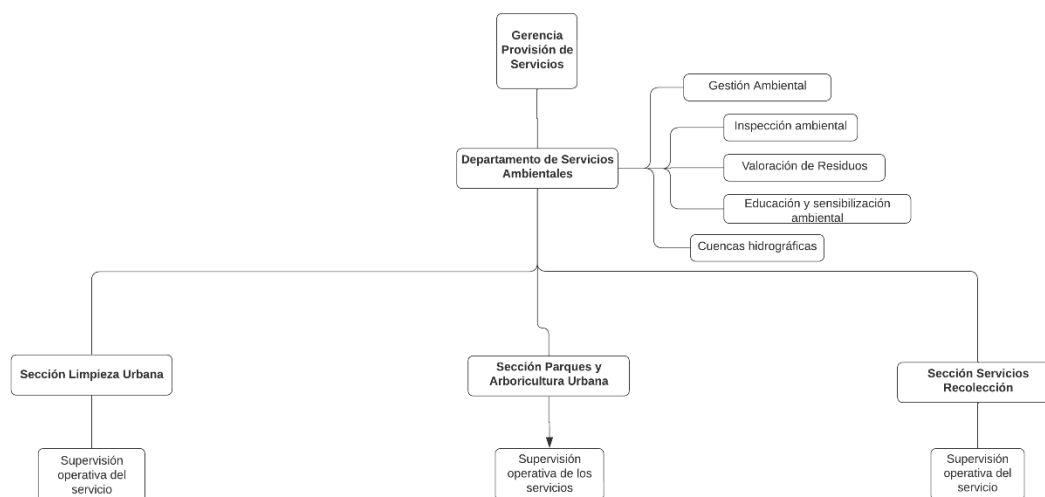 Gerencia
Provisión de
Servicios
Gestión Ambiental
Inspección ambiental
Departamento de Servicios
Ambientales
Valoración de Residuos
Educación y sensibilización
ambiental
Cuencas hidrográficas
Sección Limpieza Urbana
Sección Parques y
Arboricultura Urbana
Sección Servicios
Recolección
Supervisión
operativa del
servicio
Supervisión
operativa de los
servicios
Supervisión
operativa del
servicio